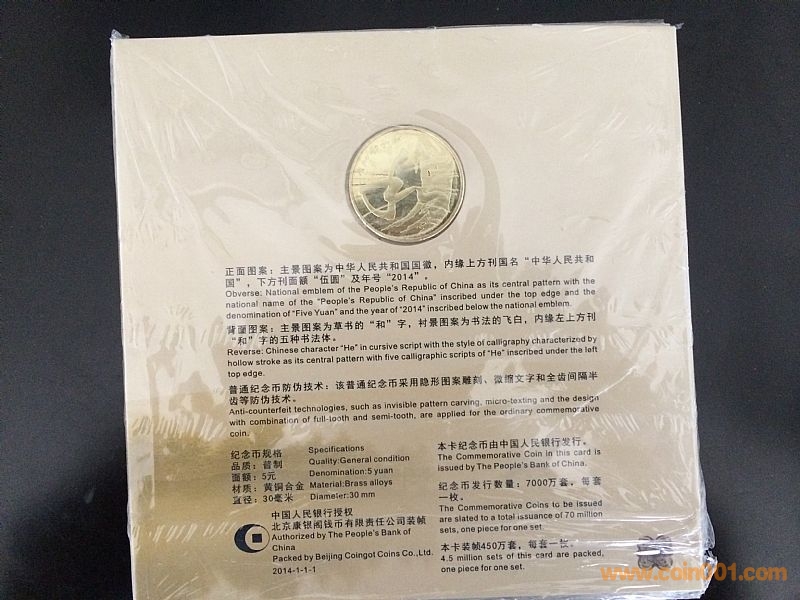 正面图案：主景图案为中华人民共和国国徽，内缘上方刊国名“中华人民共和
国”，下方刊面额“伍圆”及年号“2014”。
Obverse: National emblem of the People's Republic of China as its central pattern with the
national name of the "People's Republic of China" inscribed under the top edge and the
denomination of "Five Yuan" and the year of "2014" inscribed below the national emblem.
背面图案：主景图案为草书的“和”字，衬景图案为书法的飞白，内缘左上方刊
“和”字的五种书法体。
Reverse: Chinese character "He" in cursive script with the style of calligraphy characterized by
hollow stroke as its central pattern with five calligraphic scripts of "He" inscribed under the left
top edge.
普通纪念币防伪技术：该普通纪念币采用隐形图案雕刻、微缩文字和全齿间隔半
齿等防伪技术。
Anti-counterfeit technologies, such as invisible pattern carving, micro-texting and the design
with combination of full-tooth and semi-tooth, are applied for the ordinary commemorative
coin.
纪念币规格 Specifications
品质：普制 Quality:General condition
面额：5元 Denomination:5 yuan
材质：黄铜合金 Material:Brass alloys
直径：30毫米 Diameter:30 mm
中国人民银行授权
北京康银阁钱币有限责任公司装帧
Authorized by The People's Bank of
China
Packed by Beijing Coingot Coins Co.,Ltd.
2014-1-1-1
本卡纪念币由中国人民银行发行。
The Commemorative Coin in this card is
issued by The People's Bank of China.
纪念币发行数量：7000万套，每套
一枚。
The Commemorative Coins to be issued
are slated to a total issuance of 70 million
sets, one piece for one set.
本卡装帧450万套，每套一枚。
4.5 million sets of this card are packed,
one piece for one set.
www.coin001.com